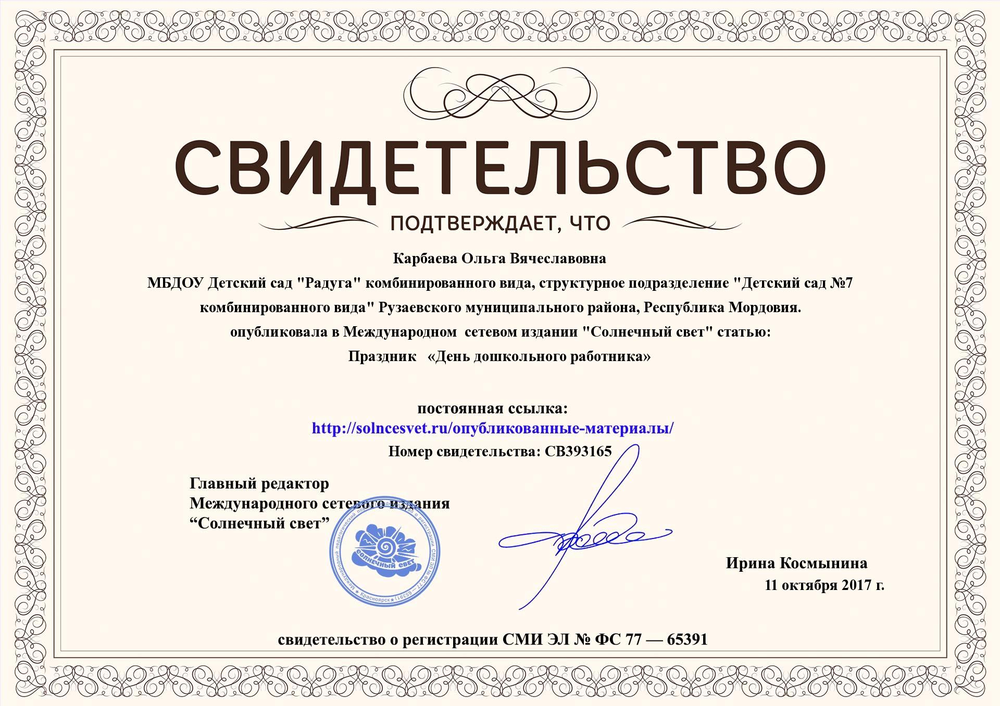 СВИДЕТЕЛЬСТВО
ПОДТВЕРЖДАЕТ, ЧТО
Карбаева Ольга Вячеславовна
МБДОУ Детский сад "Радуга" комбинированного вида, структурное подразделение "Детский сад №7
комбинированного вида" Рузаевского муниципального района, Республика Мордовия.
опубликовала в Международном  сетевом издании "Солнечный свет" статью:
Праздник   «День дошкольного работника»
постоянная ссылка:
http://solncesvet.ru/опубликованные-материалы/
Номер свидетельства: СВ393165
Главный редактор
Международного сетевого издания
“Солнечный свет”
СОЛНЕЧНЫЙ СВЕТ
Международный педагогический
о регистрации СМИ ЭЛ № ФС 77 — 65391)
★ Красноярск ★
Ирина Космынина
11 октября 2017 г.
свидетельство о регистрации СМИ ЭЛ № ФС 77 — 65391